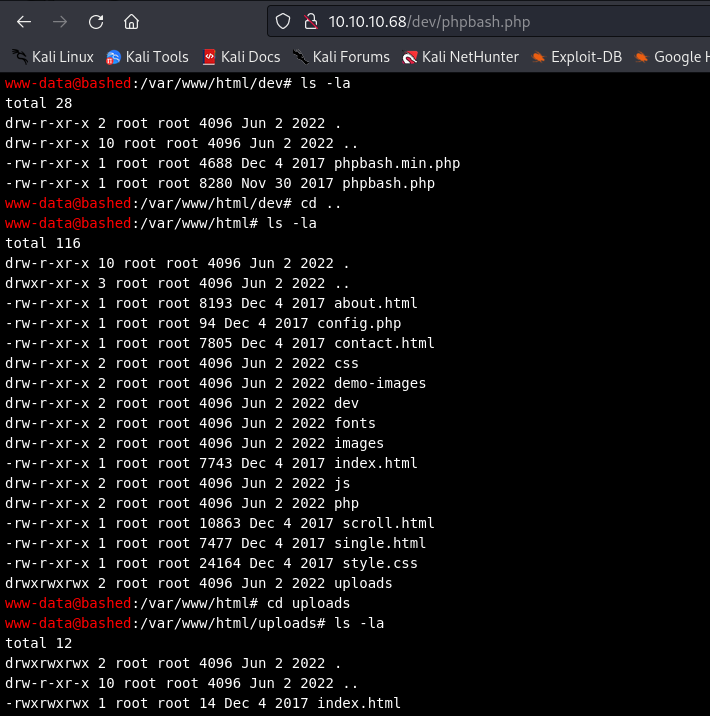 10.10.10.68/dev/phpbash.php
Kali Linux Kali Tools Kali Docs Kali Forums Kali NetHunter Exploit-DB Google H
www-data@bashed:/var/www/html/dev# ls -la
total 28
drw-r-xr-x 2 root root 4096 Jun 2 2022 .
drw-r-xr-x 10 root root 4096 Jun 2 2022 ..
-rw-r-xr-x 1 root root 4688 Dec 4 2017 phpbash.min.php
-rw-r-xr-x 1 root root 8280 Nov 30 2017 phpbash.php
www-data@bashed:/var/www/html/dev# cd ..
www-data@bashed:/var/www/html# ls -la
total 116
drw-r-xr-x 10 root root 4096 Jun 2 2022 .
drwxr-xr-x 3 root root 4096 Jun 2 2022 ..
-rw-r-xr-x 1 root root 8193 Dec 4 2017 about.html
-rw-r-xr-x 1 root root 94 Dec 4 2017 config.php
-rw-r-xr-x 1 root root 7805 Dec 4 2017 contact.html
drw-r-xr-x 2 root root 4096 Jun 2 2022 css
drw-r-xr-x 2 root root 4096 Jun 2 2022 demo-images
drw-r-xr-x 2 root root 4096 Jun 2 2022 dev
drw-r-xr-x 2 root root 4096 Jun 2 2022 fonts
drw-r-xr-x 2 root root 4096 Jun 2 2022 images
-rw-r-xr-x 1 root root 7743 Dec 4 2017 index.html
drw-r-xr-x 2 root root 4096 Jun 2 2022 js
drw-r-xr-x 2 root root 4096 Jun 2 2022 php
-rw-r-xr-x 1 root root 10863 Dec 4 2017 scroll.html
-rw-r-xr-x 1 root root 7477 Dec 4 2017 single.html
-rw-r-xr-x 1 root root 24164 Dec 4 2017 style.css
drwxrwxrwx 2 root root 4096 Jun 2 2022 uploads
www-data@bashed:/var/www/html# cd uploads
www-data@bashed:/var/www/html/uploads# ls -la
total 12
drwxrwxrwx 2 root root 4096 Jun 2 2022 .
drw-r-xr-x 10 root root 4096 Jun 2 2022 ..
-rwxrwxrwx 1 root root 14 Dec 4 2017 index.html